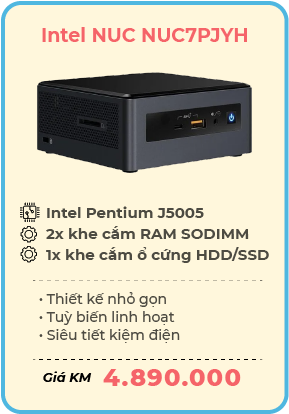 Intel NUC NUC7PJYH
Intel Pentium J5005
2x khe cắm RAM SODIMM
1x khe cắm ổ cứng HDD/SSD
• Thiết kế nhỏ gọn
• Tuỳ biến linh hoạt
• Siêu tiết kiệm điện
Giá KM 4.890.000